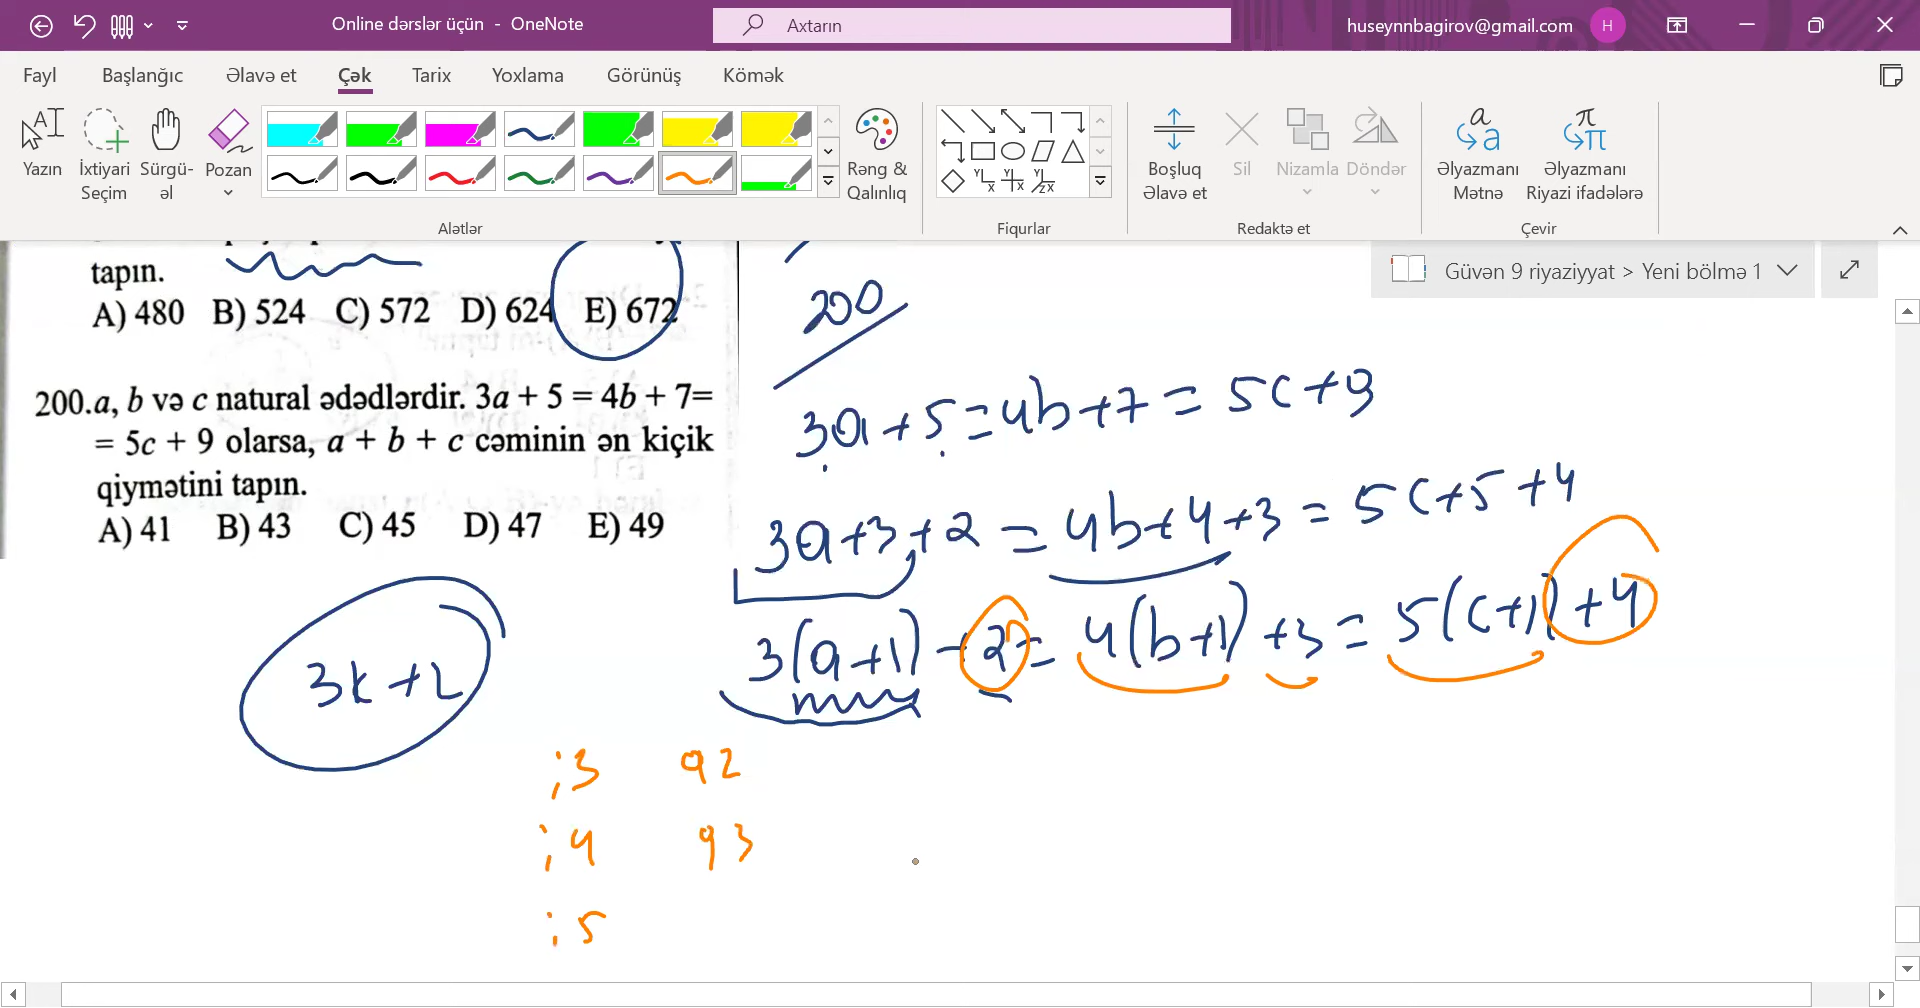 Online dərslər üçün - OneNote
Axtarın
huseynnbagirov@gmail.com
H
Fayl Başlanğıc Əlavə et Çək Tarix Yoxlama Görünüş Kömək
Yazın
İxtiyari Seçim
Sürgü-əl
Pozan
Rəng & Qalınlıq
Boşluq Əlavə et
Sil
Nizamla
Döndər
Əlyazmanı Mətnə
Əlyazmanı Riyazi ifadələrə
Alətlər
Fiqurlar
Redaktə et
Çevir
Güvən 9 riyaziyyat > Yeni bölmə 1
tapın.
A) 480 B) 524 C) 572 D) 624 E) 672
200.a, b və c natural ədədlərdir. 3a + 5 = 4b + 7=
= 5c + 9 olarsa, a + b + c cəminin ən kiçik
qiymətini tapın.
A) 41 B) 43 C) 45 D) 47 E) 49
200
3a+5=4b+7=5c+9
3a+3+2=4b+4+3=5c+5+4
3(a+1)+2=4(b+1)+3=5(c+1)+4
3k+2
:3 q2
:4 q3
:5